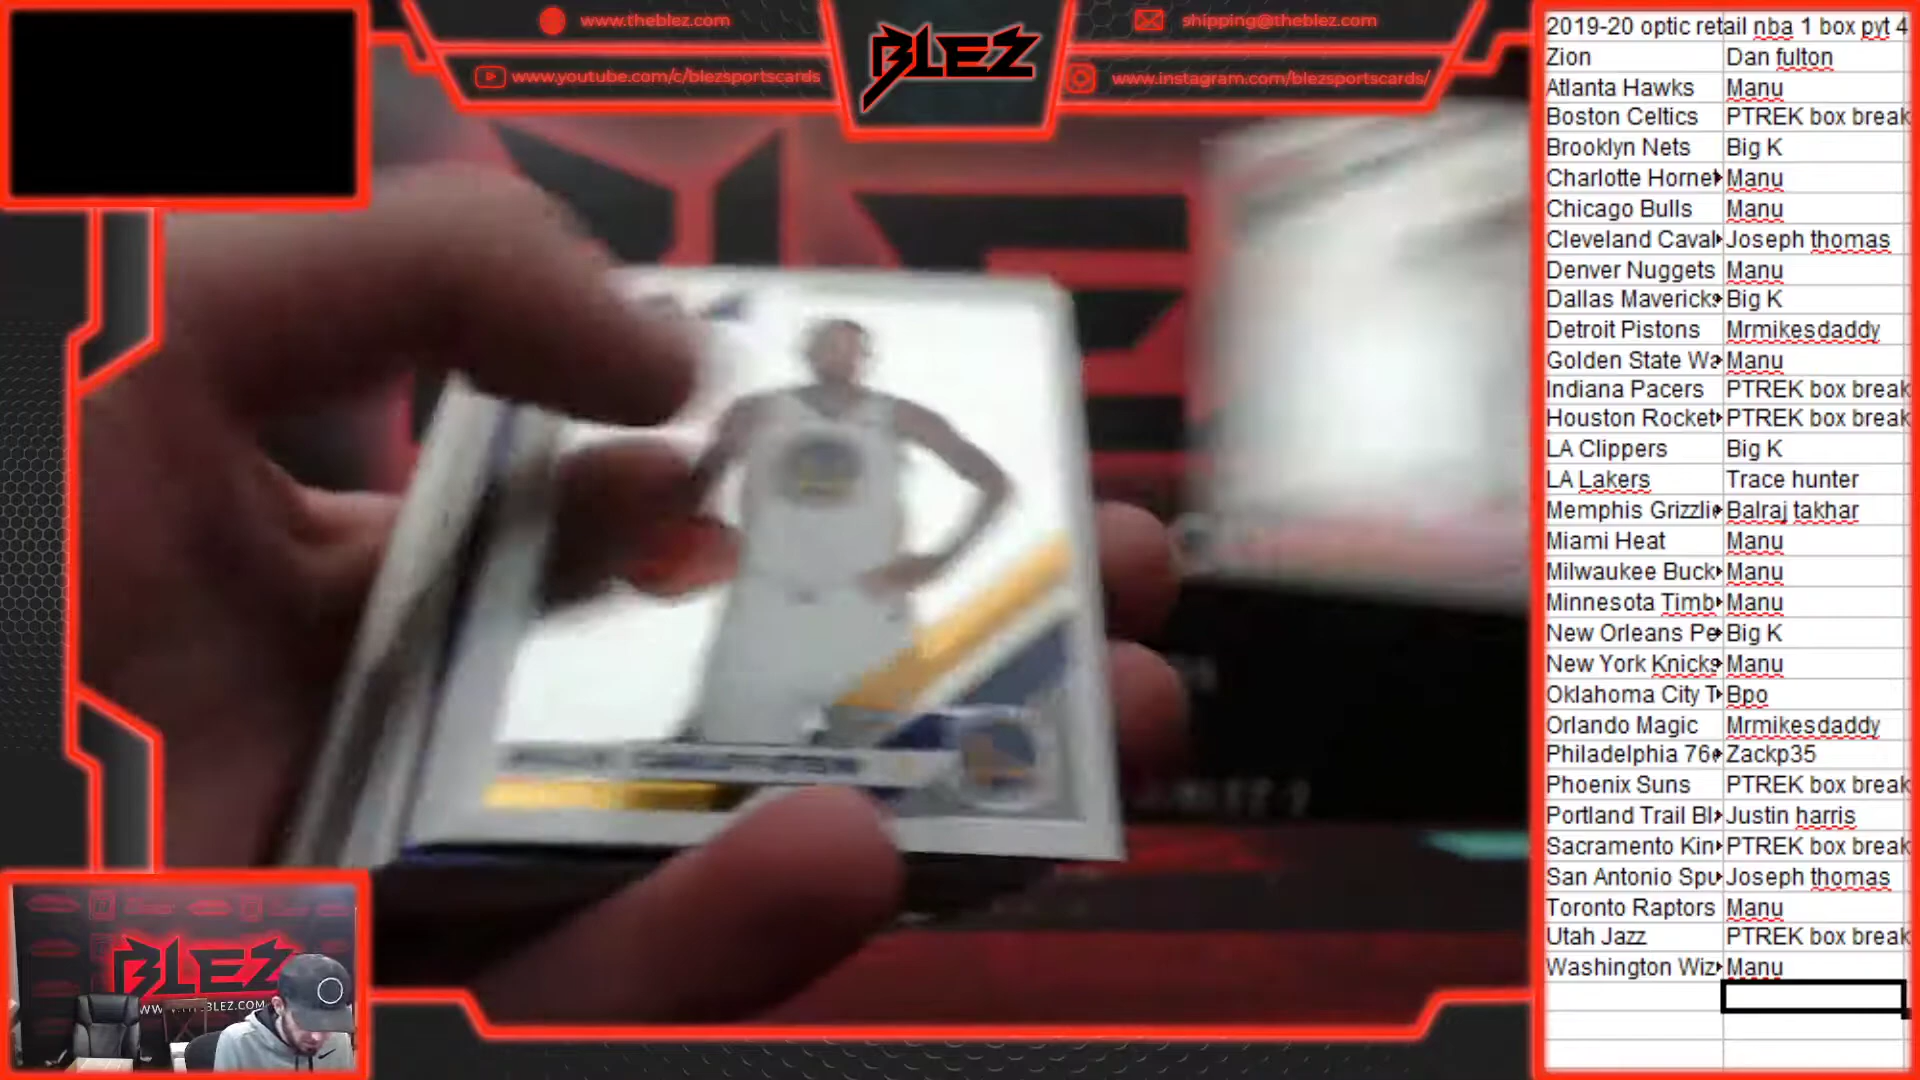 www.theblez.com
BLEZ
shipping@theblez.com
www.youtube.com/c/blezsportscards
www.instagram.com/blezsportscards/
2019-20 optic retail nba 1 box pyt 4
Zion Dan fulton
Atlanta Hawks Manu
Boston Celtics PTREK box break
Brooklyn Nets Big K
Charlotte Hornet Manu
Chicago Bulls Manu
Cleveland Caval Joseph thomas
Denver Nuggets Manu
Dallas Mavericks Big K
Detroit Pistons Mrmikesdaddy
Golden State Wa Manu
Indiana Pacers PTREK box break
Houston Rocket PTREK box break
LA Clippers Big K
LA Lakers Trace hunter
Memphis Grizzli Balraj takhar
Miami Heat Manu
Milwaukee Buck Manu
Minnesota Timb Manu
New Orleans Pe Big K
New York Knicks Manu
Oklahoma City T Bpo
Orlando Magic Mrmikesdaddy
Philadelphia 76e Zackp35
Phoenix Suns PTREK box break
Portland Trail Bl Justin harris
Sacramento Kin PTREK box break
San Antonio Spu Joseph thomas
Toronto Raptors Manu
Utah Jazz PTREK box break
Washington Wiz Manu
BLEZ